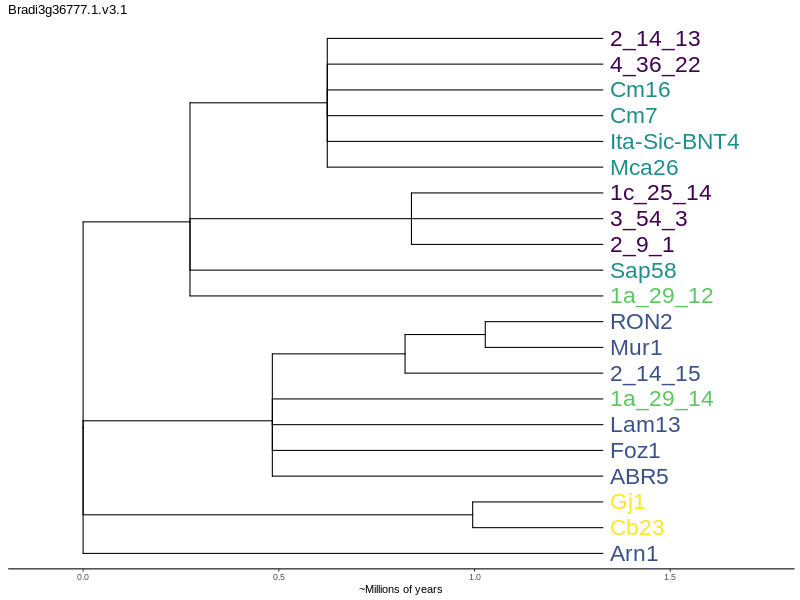 Bradi3g36777.1.v3.1
2_14_13
4_36_22
Cm16
Cm7
Ita-Sic-BNT4
Mca26
1c_25_14
3_54_3
2_9_1
Sap58
1a_29_12
RON2
Mur1
2_14_15
1a_29_14
Lam13
Foz1
ABR5
Gj1
Cb23
Arn1
0.0 0.5 1.0 1.5
~Millions of years